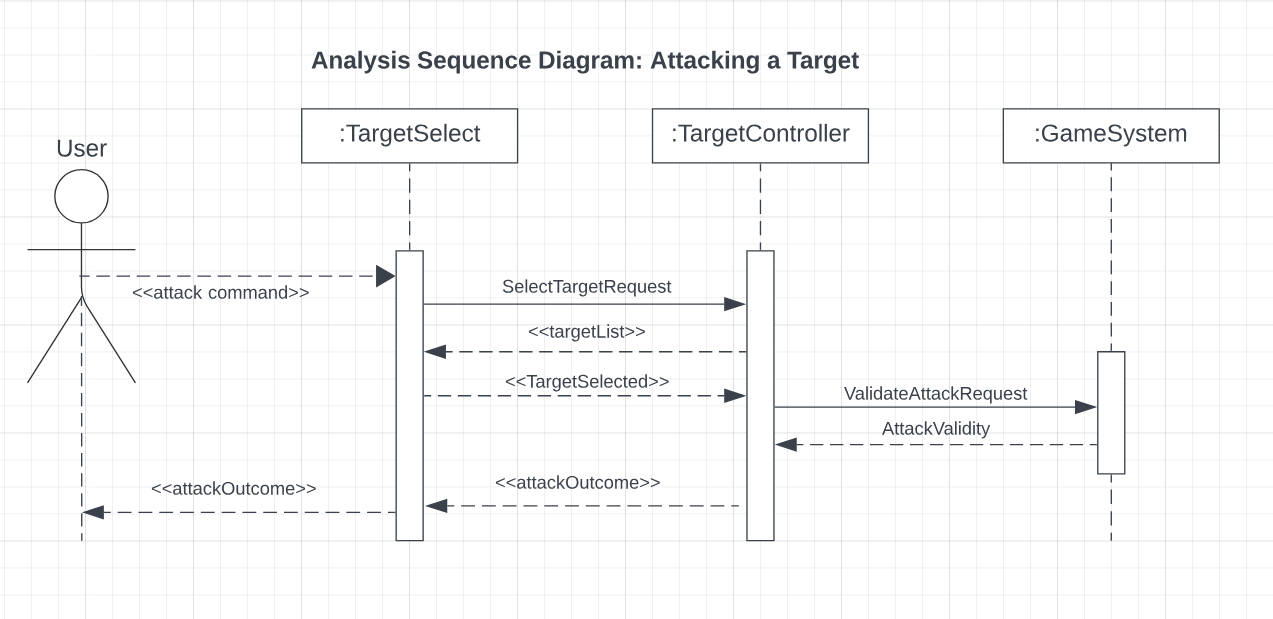 Analysis Sequence Diagram: Attacking a Target
User
:TargetSelect
:TargetController
:GameSystem
<<attack command>>
SelectTargetRequest
<<targetList>>
<<TargetSelected>>
ValidateAttackRequest
AttackValidity
<<attackOutcome>>
<<attackOutcome>>